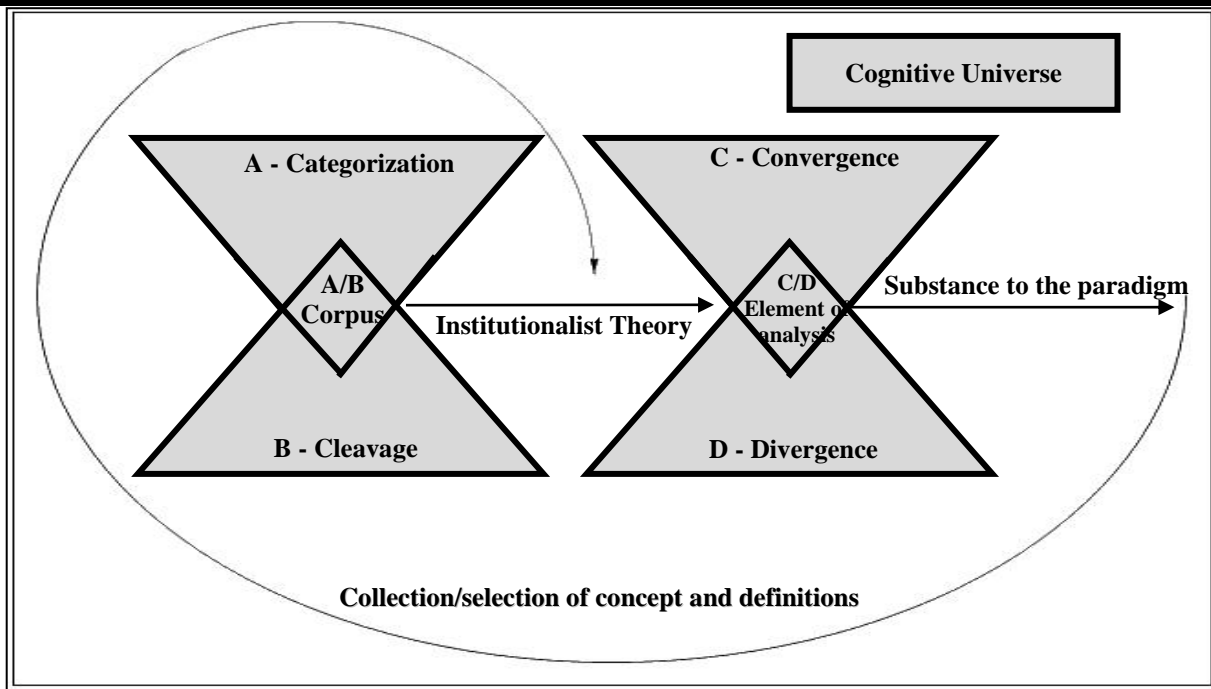 Cognitive Universe
A - Categorization
C - Convergence
A/B
Corpus
C/D
Element of
analysis
Substance to the paradigm
Institutionalist Theory
B - Cleavage
D - Divergence
Collection/selection of concept and definitions